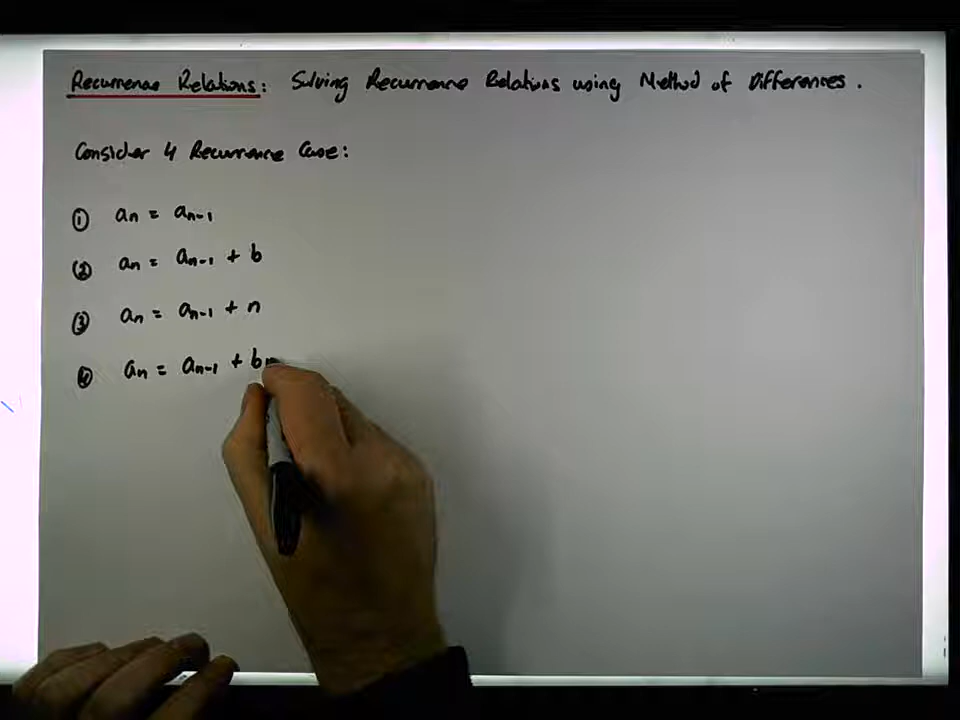 Recurrence Relations: Solving Recurrence Relations using Method of Differences.
Consider 4 Recurrence Case:
① an = an-1
② an = an-1 + b
③ an = an-1 + n
④ an = an-1 + bn